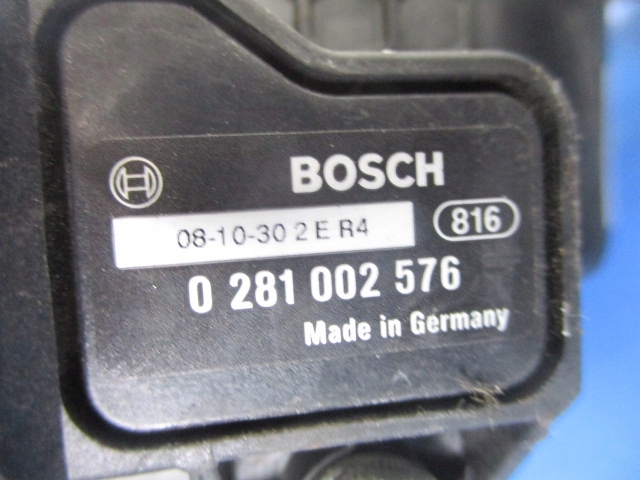 BOSCH
08-10-30 2 E R4
816
0 281 002 576
Made in Germany